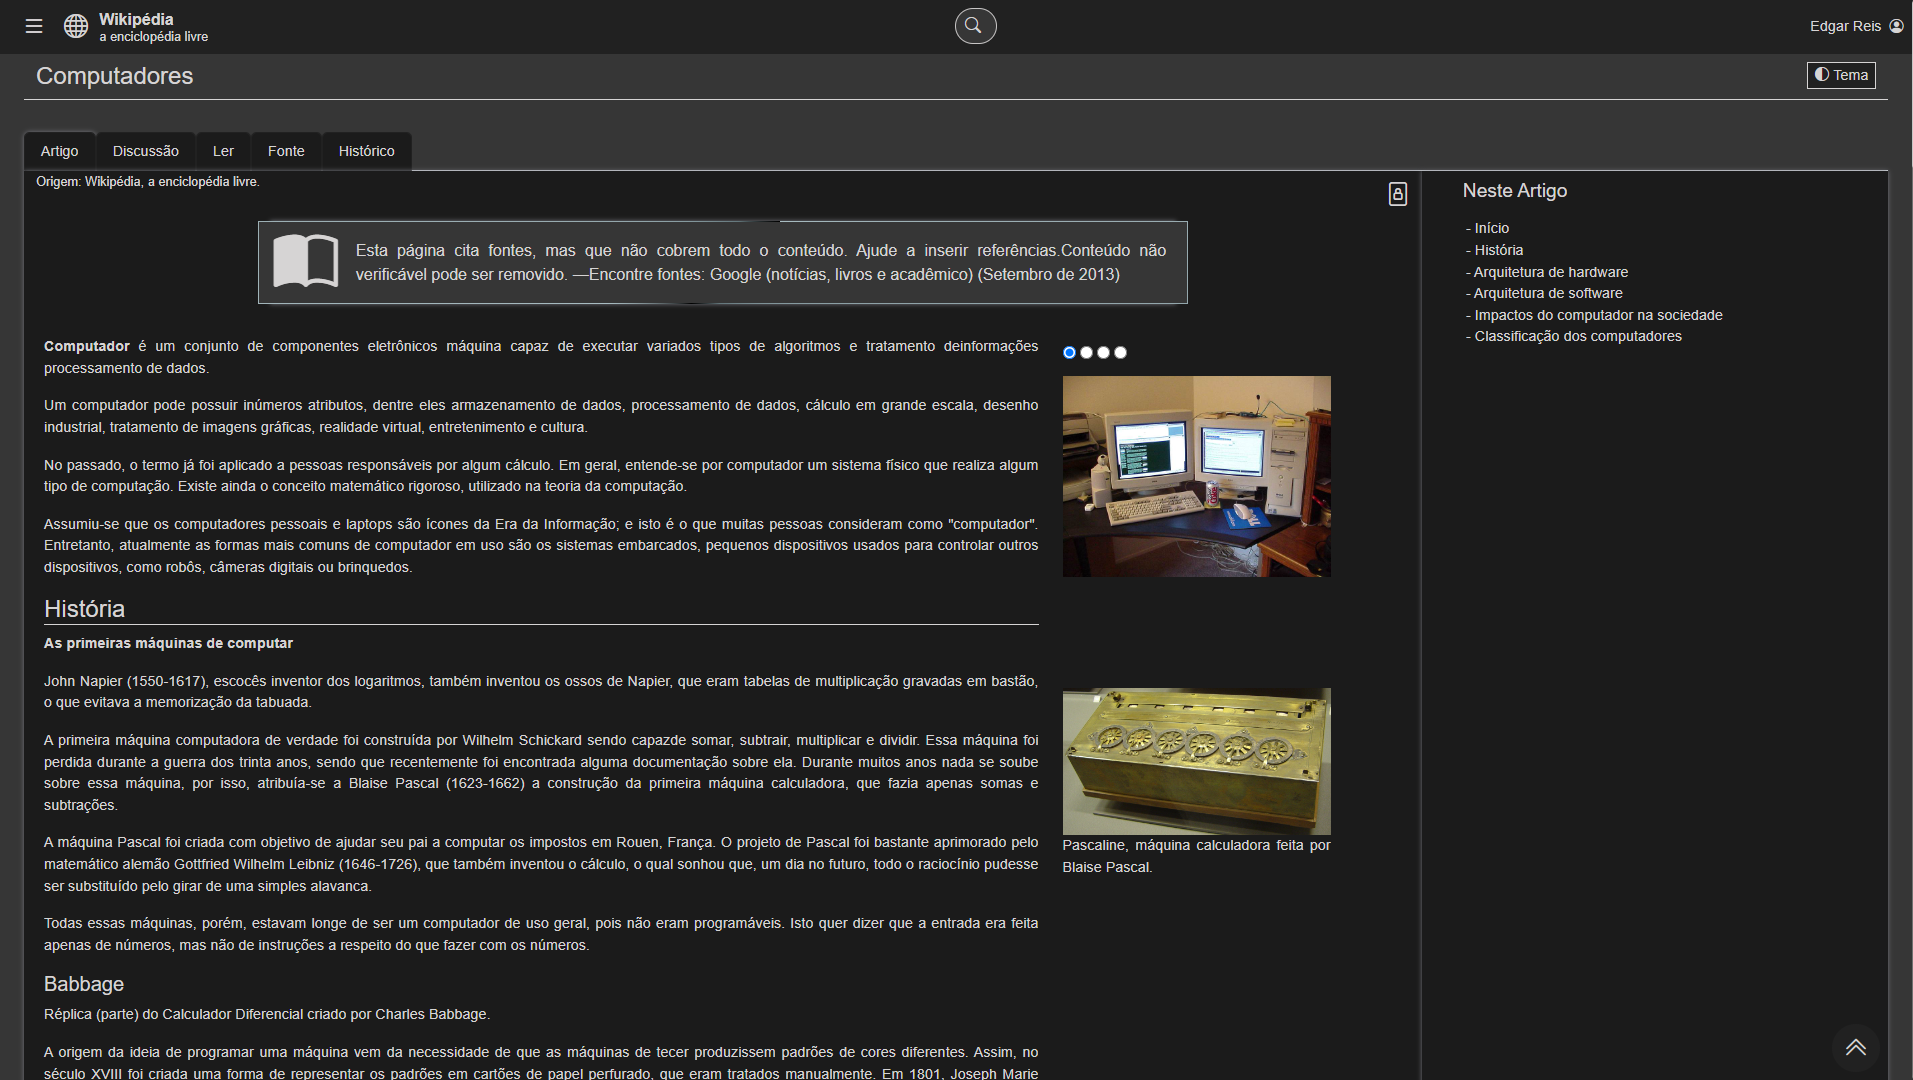 Wikipédia
a enciclopédia livre
Edgar Reis
Computadores
Tema
Artigo Discussão Ler Fonte Histórico
Origem: Wikipédia, a enciclopédia livre.
Esta página cita fontes, mas que não cobrem todo o conteúdo. Ajude a inserir referências.Conteúdo não
verificável pode ser removido. —Encontre fontes: Google (notícias, livros e acadêmico) (Setembro de 2013)
Computador é um conjunto de componentes eletrônicos máquina capaz de executar variados tipos de algoritmos e tratamento deinformações
processamento de dados.
Um computador pode possuir inúmeros atributos, dentre eles armazenamento de dados, processamento de dados, cálculo em grande escala, desenho
industrial, tratamento de imagens gráficas, realidade virtual, entretenimento e cultura.
No passado, o termo já foi aplicado a pessoas responsáveis por algum cálculo. Em geral, entende-se por computador um sistema físico que realiza algum
tipo de computação. Existe ainda o conceito matemático rigoroso, utilizado na teoria da computação.
Assumiu-se que os computadores pessoais e laptops são ícones da Era da Informação; e isto é o que muitas pessoas consideram como "computador".
Entretanto, atualmente as formas mais comuns de computador em uso são os sistemas embarcados, pequenos dispositivos usados para controlar outros
dispositivos, como robôs, câmeras digitais ou brinquedos.
História
As primeiras máquinas de computar
John Napier (1550-1617), escocês inventor dos logaritmos, também inventou os ossos de Napier, que eram tabelas de multiplicação gravadas em bastão,
o que evitava a memorização da tabuada.
A primeira máquina computadora de verdade foi construída por Wilhelm Schickard sendo capazde somar, subtrair, multiplicar e dividir. Essa máquina foi
perdida durante a guerra dos trinta anos, sendo que recentemente foi encontrada alguma documentação sobre ela. Durante muitos anos nada se soube
sobre essa máquina, por isso, atribuía-se a Blaise Pascal (1623-1662) a construção da primeira máquina calculadora, que fazia apenas somas e
subtrações.
A máquina Pascal foi criada com objetivo de ajudar seu pai a computar os impostos em Rouen, França. O projeto de Pascal foi bastante aprimorado pelo
matemático alemão Gottfried Wilhelm Leibniz (1646-1726), que também inventou o cálculo, o qual sonhou que, um dia no futuro, todo o raciocínio pudesse
ser substituído pelo girar de uma simples alavanca.
Todas essas máquinas, porém, estavam longe de ser um computador de uso geral, pois não eram programáveis. Isto quer dizer que a entrada era feita
apenas de números, mas não de instruções a respeito do que fazer com os números.
Babbage
Réplica (parte) do Calculador Diferencial criado por Charles Babbage.
A origem da ideia de programar uma máquina vem da necessidade de que as máquinas de tecer produzissem padrões de cores diferentes. Assim, no
século XVIII foi criada uma forma de representar os padrões em cartões de papel perfurado, que eram tratados manualmente. Em 1801, Joseph Marie
Pascaline, máquina calculadora feita por
Blaise Pascal.
Neste Artigo
- Início
- História
- Arquitetura de hardware
- Arquitetura de software
- Impactos do computador na sociedade
- Classificação dos computadores